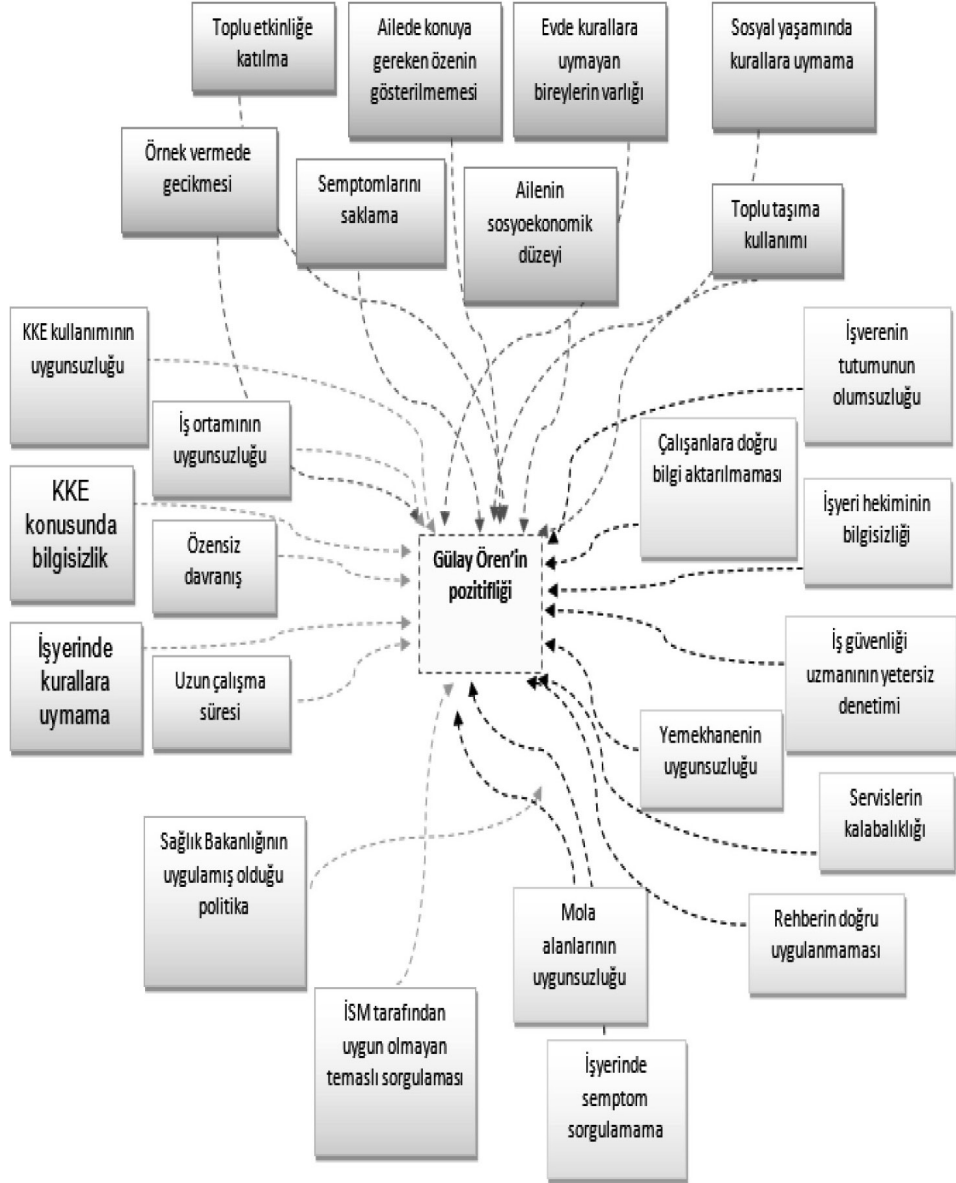 Toplu etkinliğe
katılma
Ailede konuya
gereken özenin
gösterilmemesi
Evde kurallara
uymayan
bireylerin varlığı
Sosyal yaşamında
kurallara uymama
Örnek vermede
gecikmesi
Semptomlarını
saklama
Ailenin
sosyoekonomik
düzeyi
Toplu taşıma
kullanımı
KKE kullanımının
uygunsuzluğu
İş ortamının
uygunsuzluğu
İşverenin
tutumunun
olumsuzluğu
Çalışanlara doğru
bilgi aktarılmaması
KKE
konusunda
bilgisizlik
Özensiz
davranış
Gülay Ören’in
pozitifliği
İşyeri hekiminin
bilgisizliği
İşyerinde
kurallara
uymama
Uzun çalışma
süresi
İş güvenliği
uzmanının yetersiz
denetimi
Yemekhanenin
uygunsuzluğu
Servislerin
kalabalıklığı
Sağlık Bakanlığının
uygulamış olduğu
politika
Mola
alanlarının
uygunsuzluğu
Rehberin doğru
uygulanmaması
İSM tarafından
uygun olmayan
temaslı sorgulaması
İşyerinde
semptom
sorgulamama